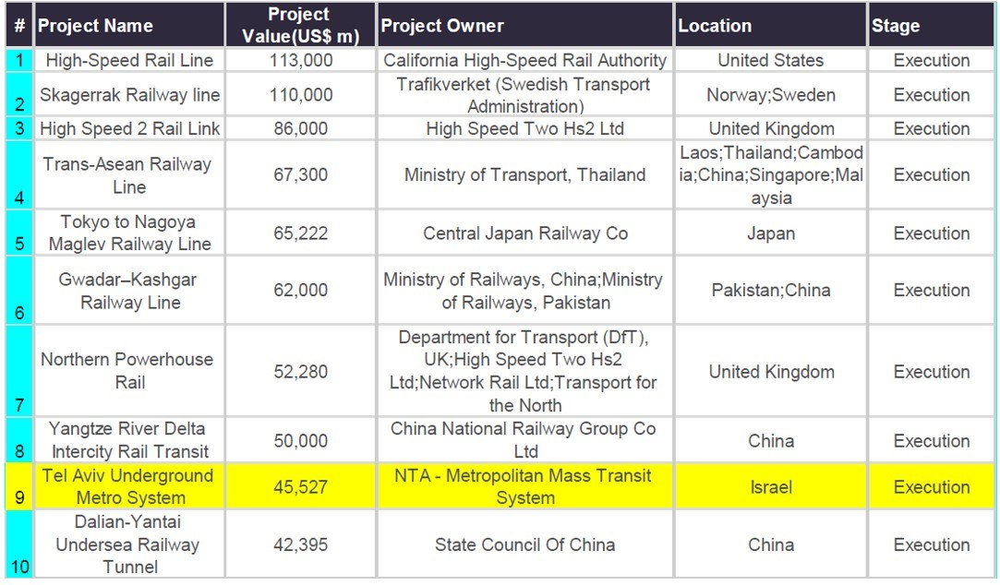 # Project Name Project Value(US$ m) Project Owner Location Stage
1 High-Speed Rail Line 113,000 California High-Speed Rail Authority United States Execution
2 Skagerrak Railway line 110,000 Trafikverket (Swedish Transport Administration) Norway;Sweden Execution
3 High Speed 2 Rail Link 86,000 High Speed Two Hs2 Ltd United Kingdom Execution
4 Trans-Asean Railway Line 67,300 Ministry of Transport, Thailand Laos;Thailand;Cambodia;China;Singapore;Malaysia Execution
5 Tokyo to Nagoya Maglev Railway Line 65,222 Central Japan Railway Co Japan Execution
6 Gwadar–Kashgar Railway Line 62,000 Ministry of Railways, China;Ministry of Railways, Pakistan Pakistan;China Execution
7 Northern Powerhouse Rail 52,280 Department for Transport (DfT), UK;High Speed Two Hs2 Ltd;Network Rail Ltd;Transport for the North United Kingdom Execution
8 Yangtze River Delta Intercity Rail Transit 50,000 China National Railway Group Co Ltd China Execution
9 Tel Aviv Underground Metro System 45,527 NTA - Metropolitan Mass Transit System Israel Execution
10 Dalian-Yantai Undersea Railway Tunnel 42,395 State Council Of China China Execution